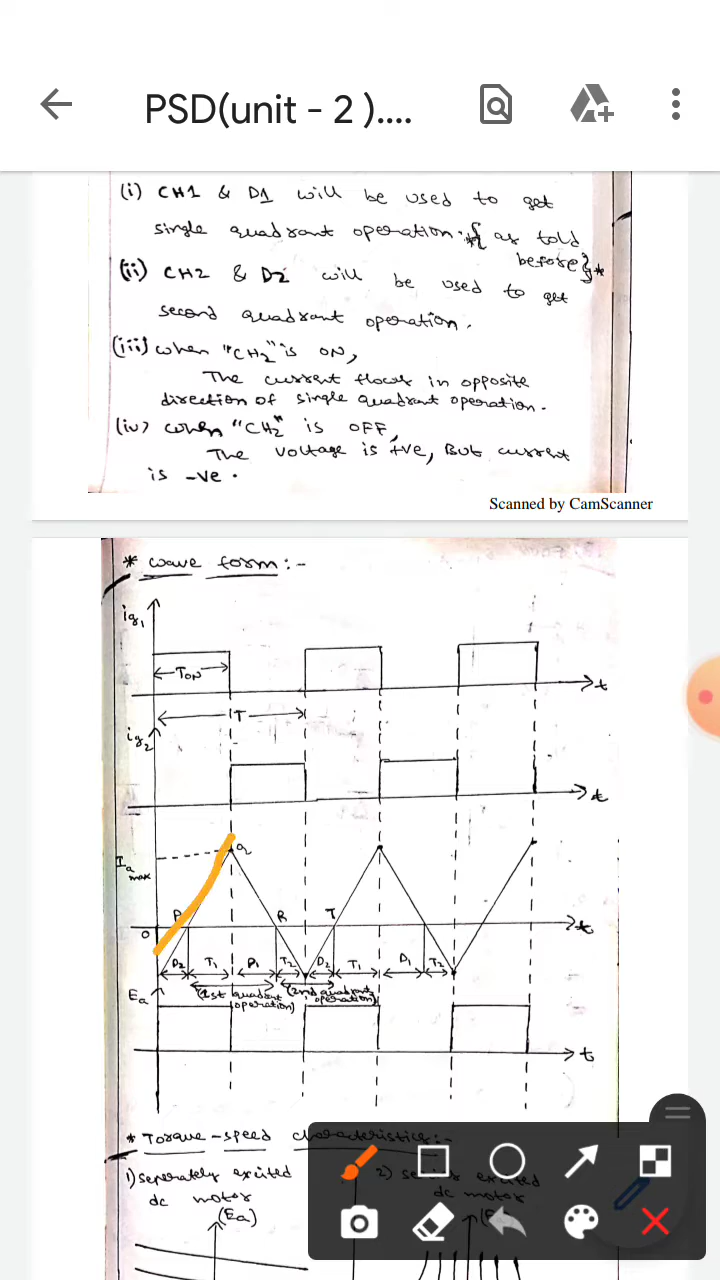 PSD(unit - 2 )....
(i) CH1 & D1 will be used to get
single quadrant operation. *{ as told
before}*
(ii) CH2 & D2 will be used to get
second quadrant operation.
(iii) when "CH2" is ON,
The current flows in opposite
direction of single quadrant operation.
(iv) when "CH2" is OFF,
The voltage is +ve, But current
is -ve.
Scanned by CamScanner
* wave form:-
ig1
TON
t
T
ig2
t
Ia max
Q
P
R
T
0
t
D2 T1 D1 T2 D2 T1 D1 T2
(1st quadrant operation)
(2nd quadrant operation)
Ea
t
* Torque-speed characteristics:-
1) seperately excited
dc motor
2) series excited
dc motor
(Ea)